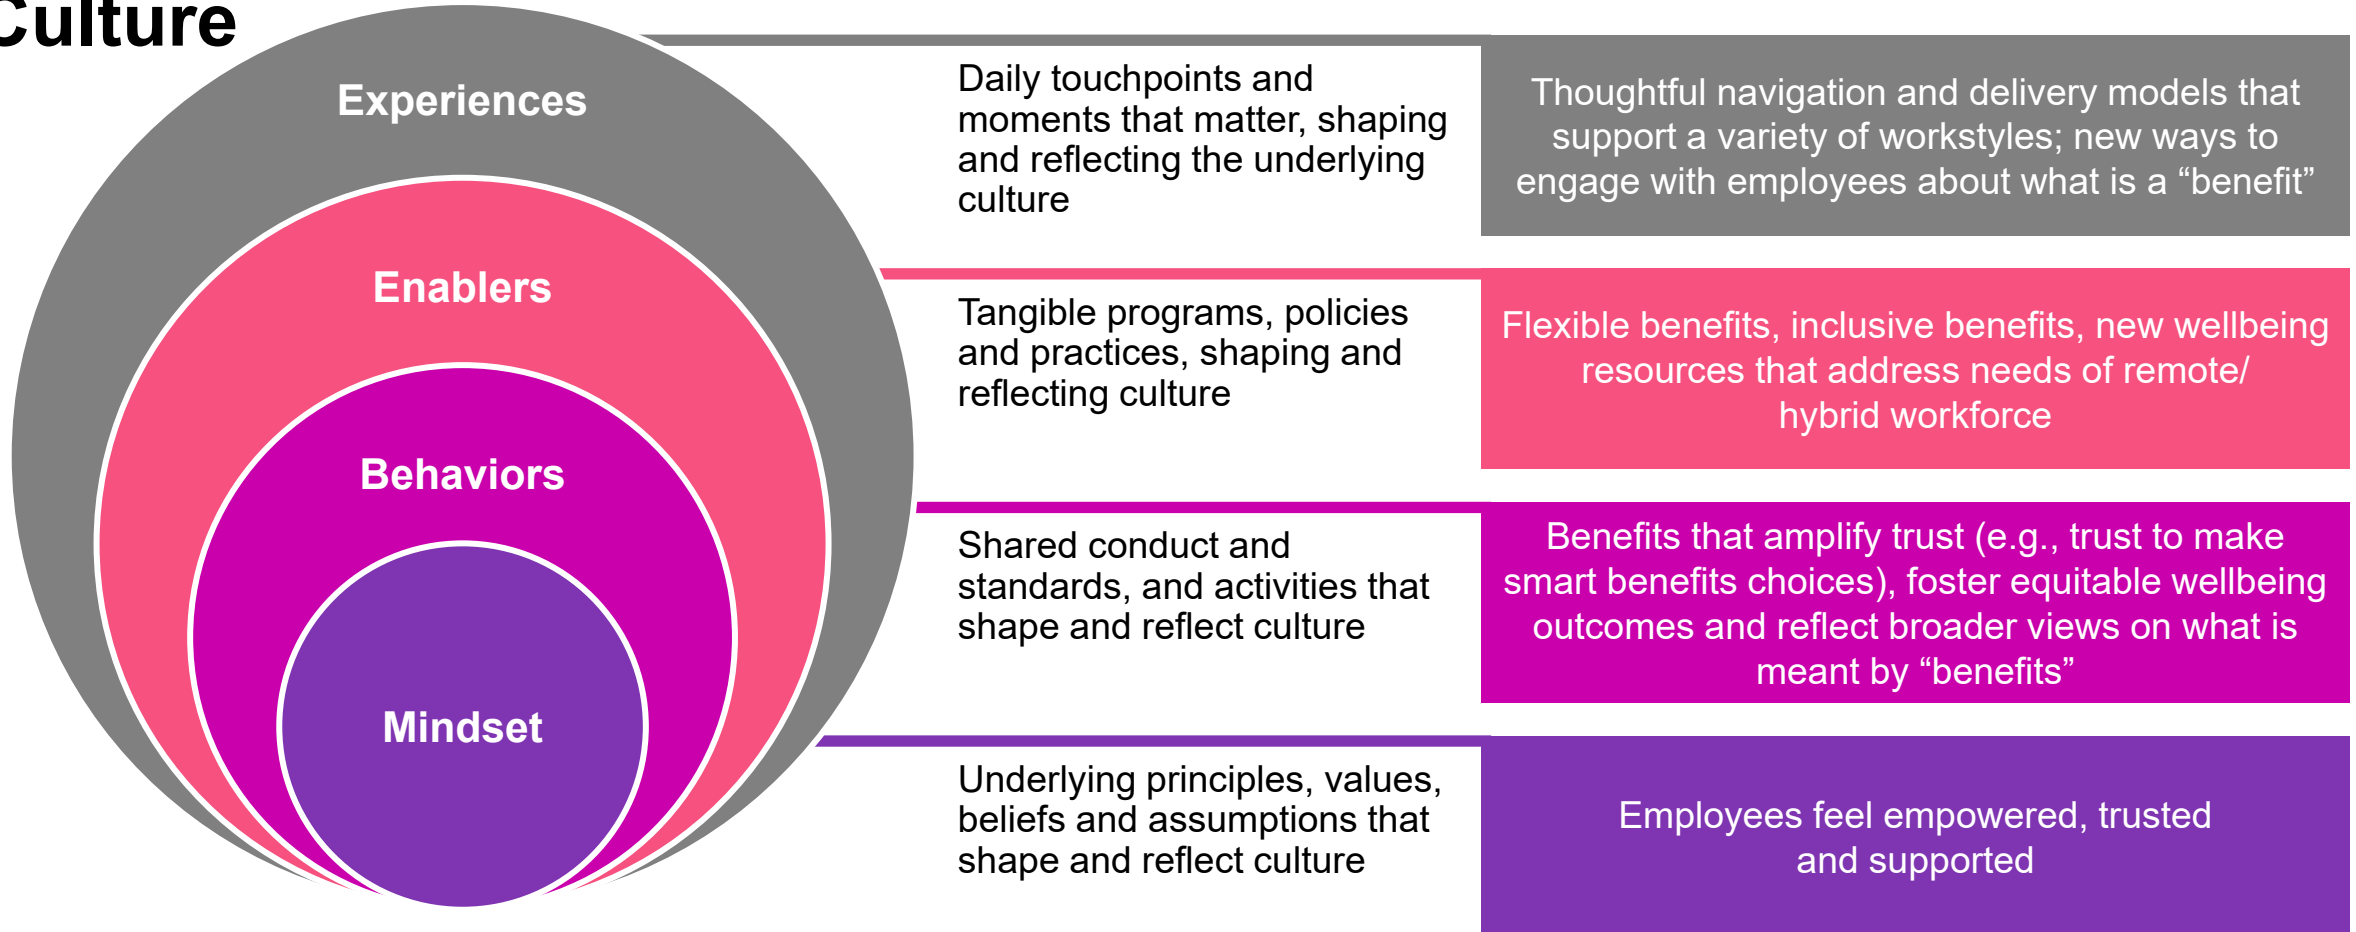 Culture
Experiences
Daily touchpoints and
moments that matter, shaping
and reflecting the underlying
culture
Thoughtful navigation and delivery models that
support a variety of workstyles; new ways to
engage with employees about what is a “benefit”
Enablers
Tangible programs, policies
and practices, shaping and
reflecting culture
Flexible benefits, inclusive benefits, new wellbeing
resources that address needs of remote/
hybrid workforce
Behaviors
Shared conduct and
standards, and activities that
shape and reflect culture
Benefits that amplify trust (e.g., trust to make
smart benefits choices), foster equitable wellbeing
outcomes and reflect broader views on what is
meant by “benefits”
Mindset
Underlying principles, values,
beliefs and assumptions that
shape and reflect culture
Employees feel empowered, trusted
and supported